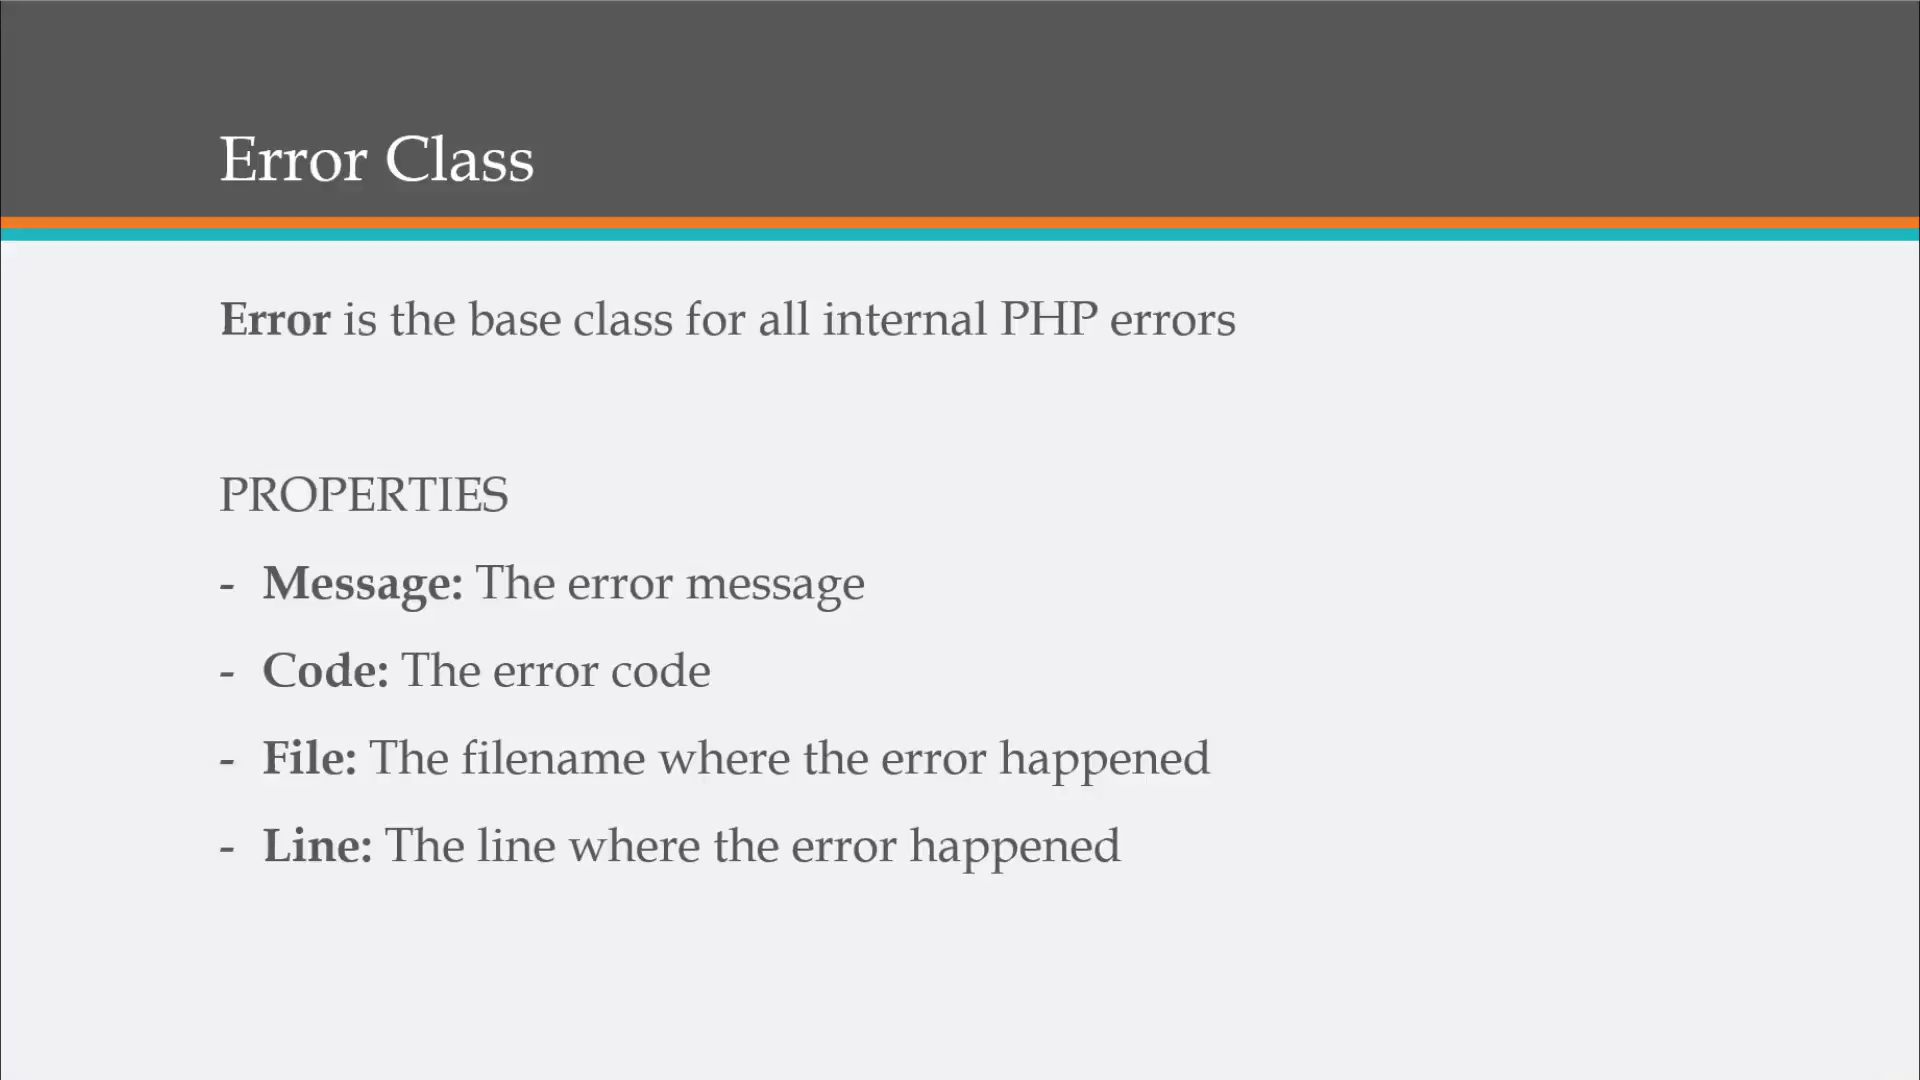 Error Class
Error is the base class for all internal PHP errors
PROPERTIES
- Message: The error message
- Code: The error code
- File: The filename where the error happened
- Line: The line where the error happened